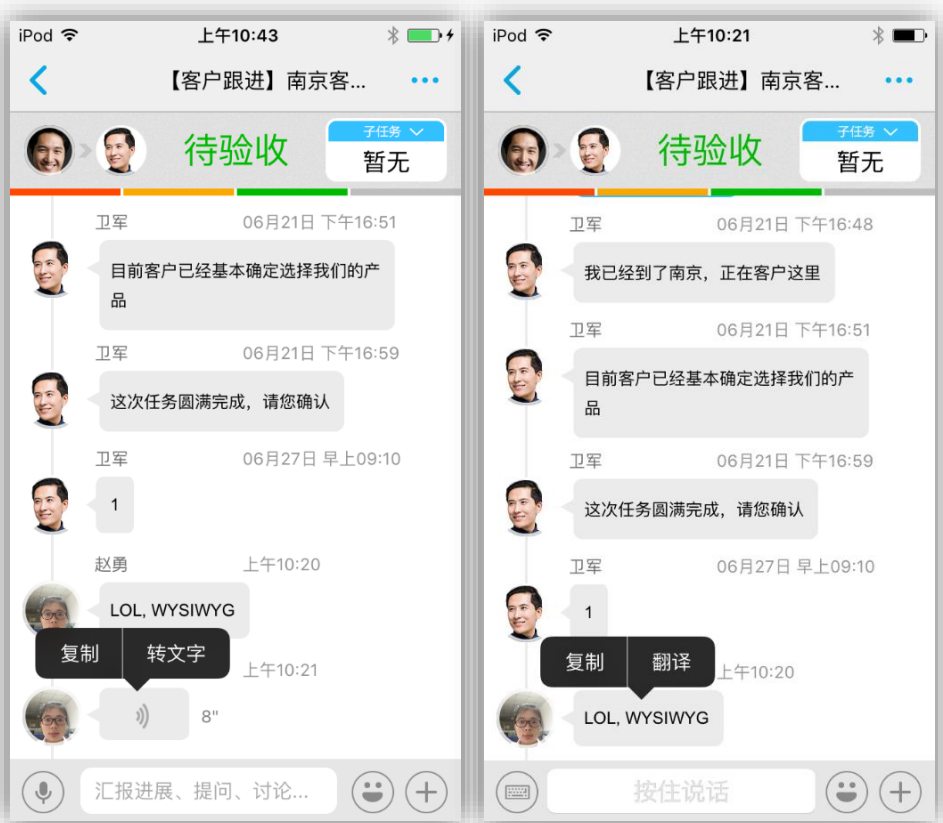 iPod 上午10:43
【客户跟进】南京客...
待验收
子任务
暂无
卫军 06月21日 下午16:51
目前客户已经基本确定选择我们的产
品
卫军 06月21日 下午16:59
这次任务圆满完成，请您确认
卫军 06月27日 早上09:10
1
赵勇 上午10:20
LOL, WYSIWYG
复制 转文字
上午10:21
8"
汇报进展、提问、讨论...
iPod 上午10:21
【客户跟进】南京客...
待验收
子任务
暂无
卫军 06月21日 下午16:48
我已经到了南京，正在客户这里
卫军 06月21日 下午16:51
目前客户已经基本确定选择我们的产
品
卫军 06月21日 下午16:59
这次任务圆满完成，请您确认
卫军 06月27日 早上09:10
1
复制 翻译
上午10:20
LOL, WYSIWYG
按住说话